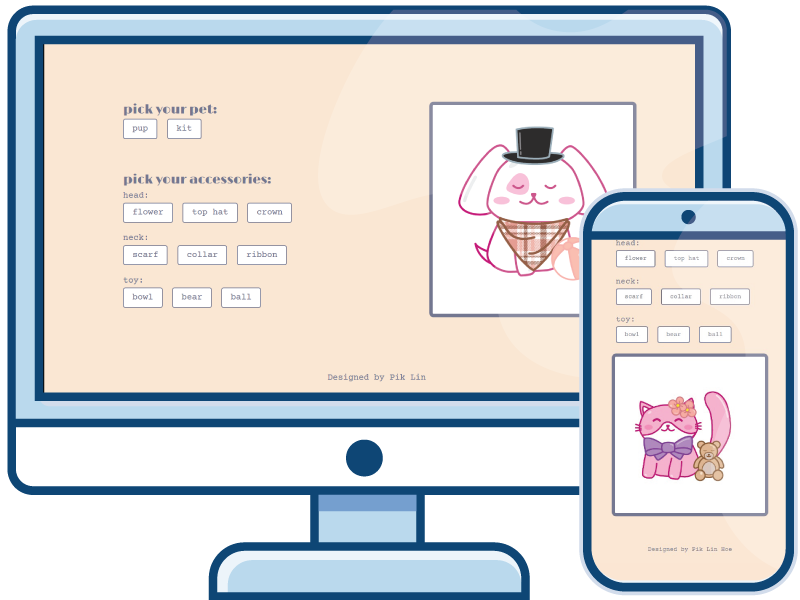 pick your pet:
pup kit
pick your accessories:
head:
flower top hat crown
neck:
scarf collar ribbon
toy:
bowl bear ball
Designed by Pik Lin
head:
flower top hat crown
neck:
scarf collar ribbon
toy:
bowl bear ball
Designed by Pik Lin Hoe